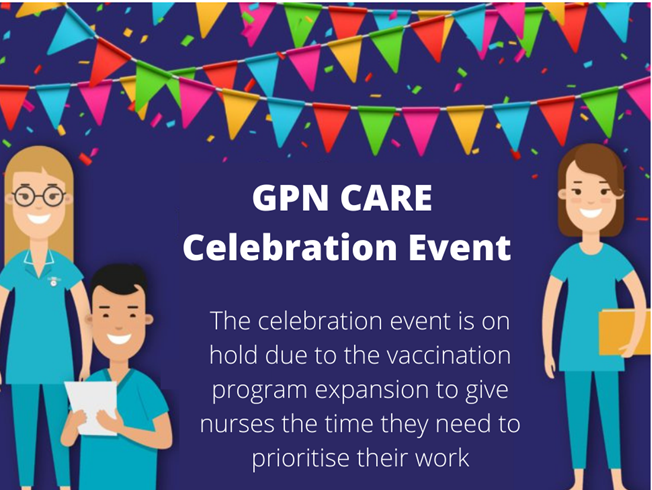 GPN CARE
Celebration Event
The celebration event is on
hold due to the vaccination
program expansion to give
nurses the time they need to
prioritise their work